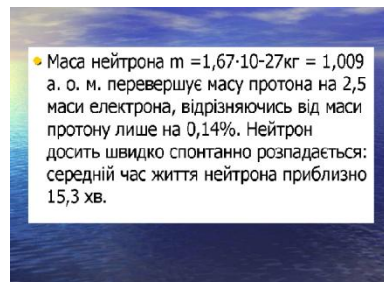 Маса нейтрона m =1,67·10-27кг = 1,009
а. о. м. перевершує масу протона на 2,5
маси електрона, відрізняючись від маси
протону лише на 0,14%. Нейтрон
досить швидко спонтанно розпадається:
середній час життя нейтрона приблизно
15,3 хв.